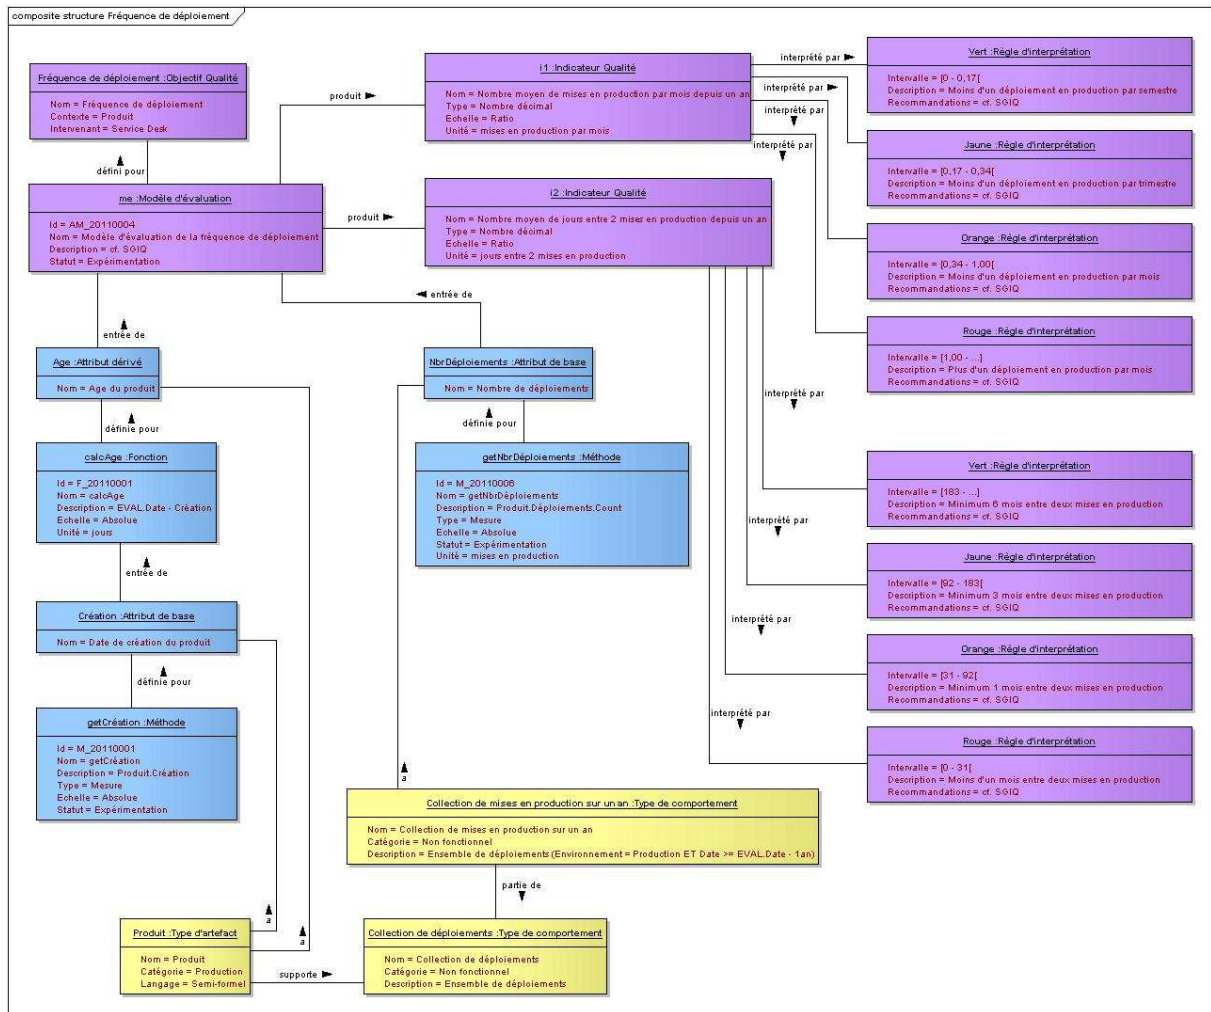 composite structure Fréquence de déploiement
Fréquence de déploiement :Objectif Qualité
Nom = Fréquence de déploiement
Contexte = Produit
Intervenant = Service Desk
défini pour
me :Modèle d'évaluation
Id = AM_20110004
Nom = Modèle d'évaluation de la fréquence de déploiement
Description = cf. SGIQ
Statut = Expérimentation
produit
i1 :Indicateur Qualité
Nom = Nombre moyen de mises en production par mois depuis un an
Type = Nombre décimal
Echelle = Ratio
Unité = mises en production par mois
produit
i2 :Indicateur Qualité
Nom = Nombre moyen de jours entre 2 mises en production depuis un an
Type = Nombre décimal
Echelle = Ratio
Unité = jours entre 2 mises en production
interprété par
interprété par
interprété par
interprété par
Vert :Règle d'interprétation
Intervalle = [0 - 0,17[
Description = Moins d'un déploiement en production par semestre
Recommandations = cf. SGIQ
Jaune :Règle d'interprétation
Intervalle = [0,17 - 0,34[
Description = Moins d'un déploiement en production par trimestre
Recommandations = cf. SGIQ
Orange :Règle d'interprétation
Intervalle = [0,34 - 1,00[
Description = Moins d'un déploiement en production par mois
Recommandations = cf. SGIQ
Rouge :Règle d'interprétation
Intervalle = [1,00 - ...]
Description = Plus d'un déploiement en production par mois
Recommandations = cf. SGIQ
entrée de
entrée de
Age :Attribut dérivé
Nom = Age du produit
définie pour
calcAge :Fonction
Id = F_20110001
Nom = calcAge
Description = EVAL.Date - Création
Echelle = Absolue
Unité = jours
entrée de
Création :Attribut de base
Nom = Date de création du produit
définie pour
getCréation :Méthode
Id = M_20110001
Nom = getCréation
Description = Produit.Création
Type = Mesure
Echelle = Absolue
Statut = Expérimentation
NbrDéploiements :Attribut de base
Nom = Nombre de déploiements
définie pour
getNbrDéploiements :Méthode
Id = M_20110006
Nom = getNbrDéploiements
Description = Produit.Déploiements.Count
Type = Mesure
Echelle = Absolue
Statut = Expérimentation
Unité = mises en production
interprété par
interprété par
interprété par
interprété par
Vert :Règle d'interprétation
Intervalle = [183 - ...]
Description = Minimum 6 mois entre deux mises en production
Recommandations = cf. SGIQ
Jaune :Règle d'interprétation
Intervalle = [92 - 183[
Description = Minimum 3 mois entre deux mises en production
Recommandations = cf. SGIQ
Orange :Règle d'interprétation
Intervalle = [31 - 92[
Description = Minimum 1 mois entre deux mises en production
Recommandations = cf. SGIQ
Rouge :Règle d'interprétation
Intervalle = [0 - 31[
Description = Moins d'un mois entre deux mises en production
Recommandations = cf. SGIQ
a
Collection de mises en production sur un an :Type de comportement
Nom = Collection de mises en production sur un an
Catégorie = Non fonctionnel
Description = Ensemble de déploiements (Environnement = Production ET Date >= EVAL.Date - 1an)
partie de
a
a
Produit :Type d'artefact
Nom = Produit
Catégorie = Production
Langage = Semi-formel
supporte
Collection de déploiements :Type de comportement
Nom = Collection de déploiements
Catégorie = Non fonctionnel
Description = Ensemble de déploiements